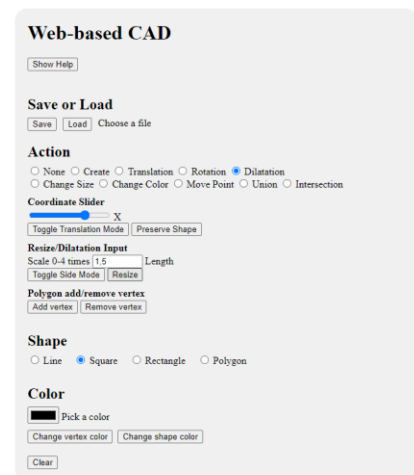 Web-based CAD
Show Help
Save or Load
Save Load Choose a file
Action
None Create Translation Rotation Dilatation
Change Size Change Color Move Point Union Intersection
Coordinate Slider
X
Toggle Translation Mode Preserve Shape
Resize/Dilatation Input
Scale 0-4 times 1,5 Length
Toggle Side Mode Resize
Polygon add/remove vertex
Add vertex Remove vertex
Shape
Line Square Rectangle Polygon
Color
Pick a color
Change vertex color Change shape color
Clear